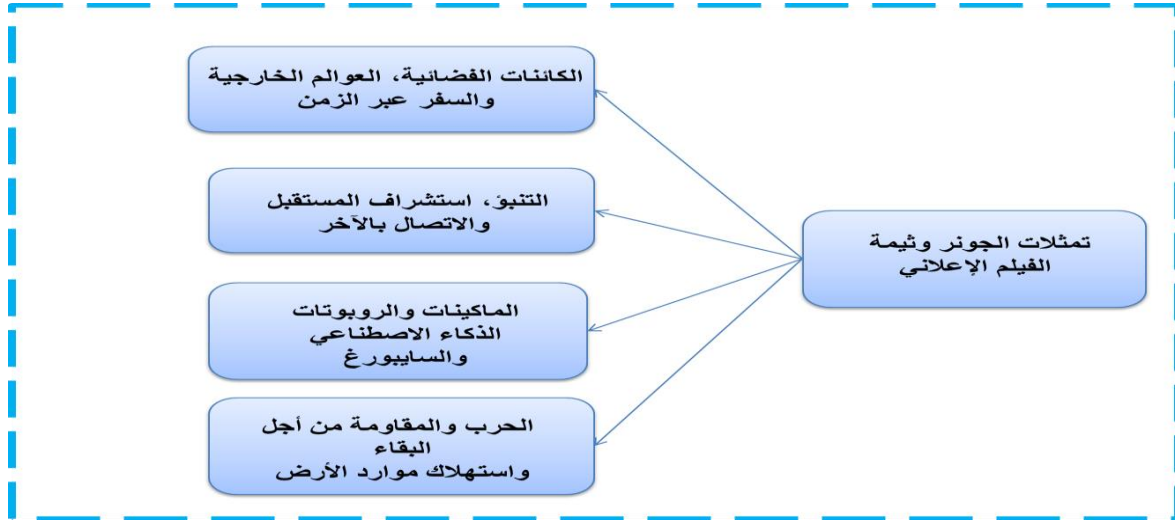 تمثلات الجونر وثيمة
الفيلم الإعلاني
الكائنات الفضائية، العوالم الخارجية
والسفر عبر الزمن
التنبؤ، استشراف المستقبل
والاتصال بالآخر
الماكينات والروبوتات
الذكاء الاصطناعي
والسايبورغ
الحرب والمقاومة من أجل
البقاء
واستهلاك موارد الأرض